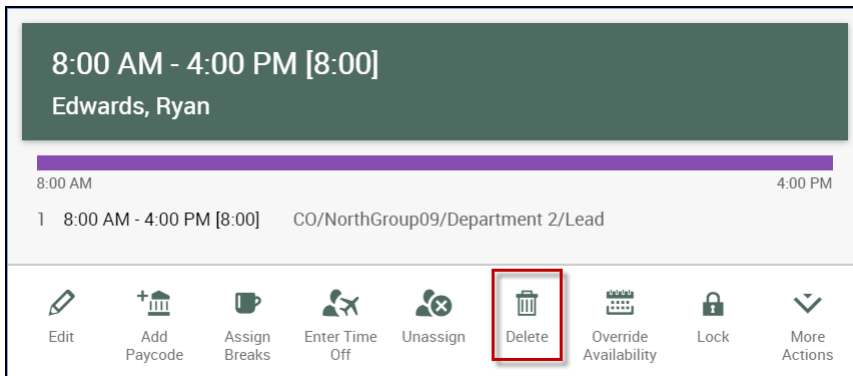 8:00 AM - 4:00 PM [8:00]
Edwards, Ryan
8:00 AM
4:00 PM
1 8:00 AM - 4:00 PM [8:00] CO/NorthGroup09/Department 2/Lead
Edit
Add
Paycode
Assign
Breaks
Enter Time
Off
Unassign
Delete
Override
Availability
Lock
More
Actions